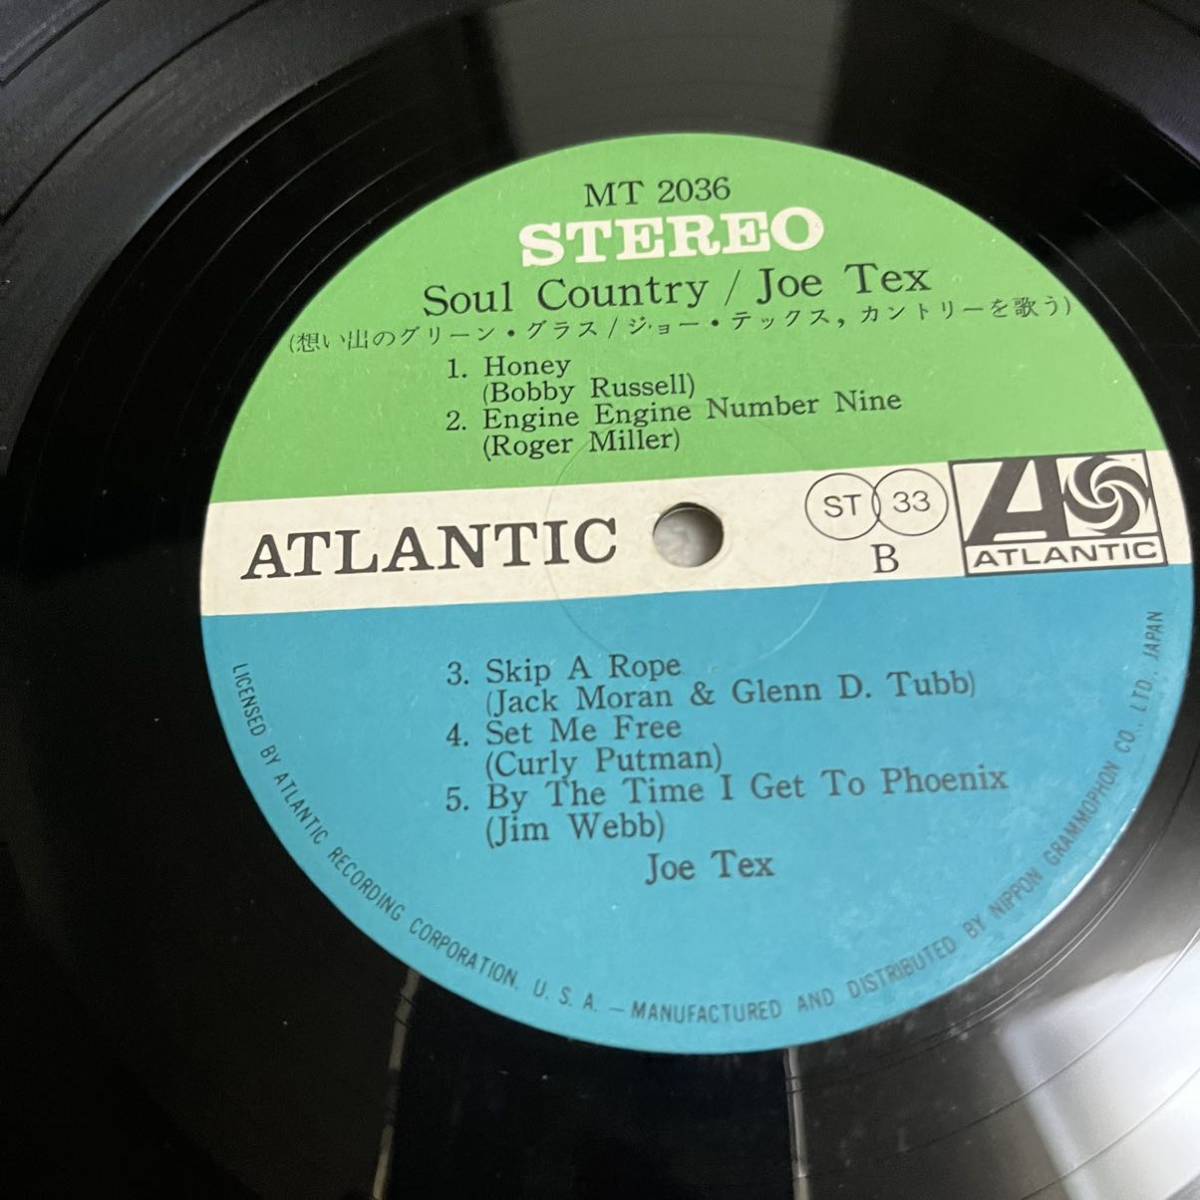 MT 2036
STEREO
Soul Country / Joe Tex
(想い出のグリーン・グラス/ジョー・テックス, カントリーを歌う)
1. Honey
(Bobby Russell)
2. Engine Engine Number Nine
(Roger Miller)
ATLANTIC
ST 33
B
ATLANTIC
3. Skip A Rope
(Jack Moran & Glenn D. Tubb)
4. Set Me Free
(Curly Putman)
5. By The Time I Get To Phoenix
(Jim Webb)
Joe Tex
LICENSED BY ATLANTIC RECORDING CORPORATION, U. S. A. — MANUFACTURED AND DISTRIBUTED BY NIPPON GRAMMOPHON CO., LTD., JAPAN